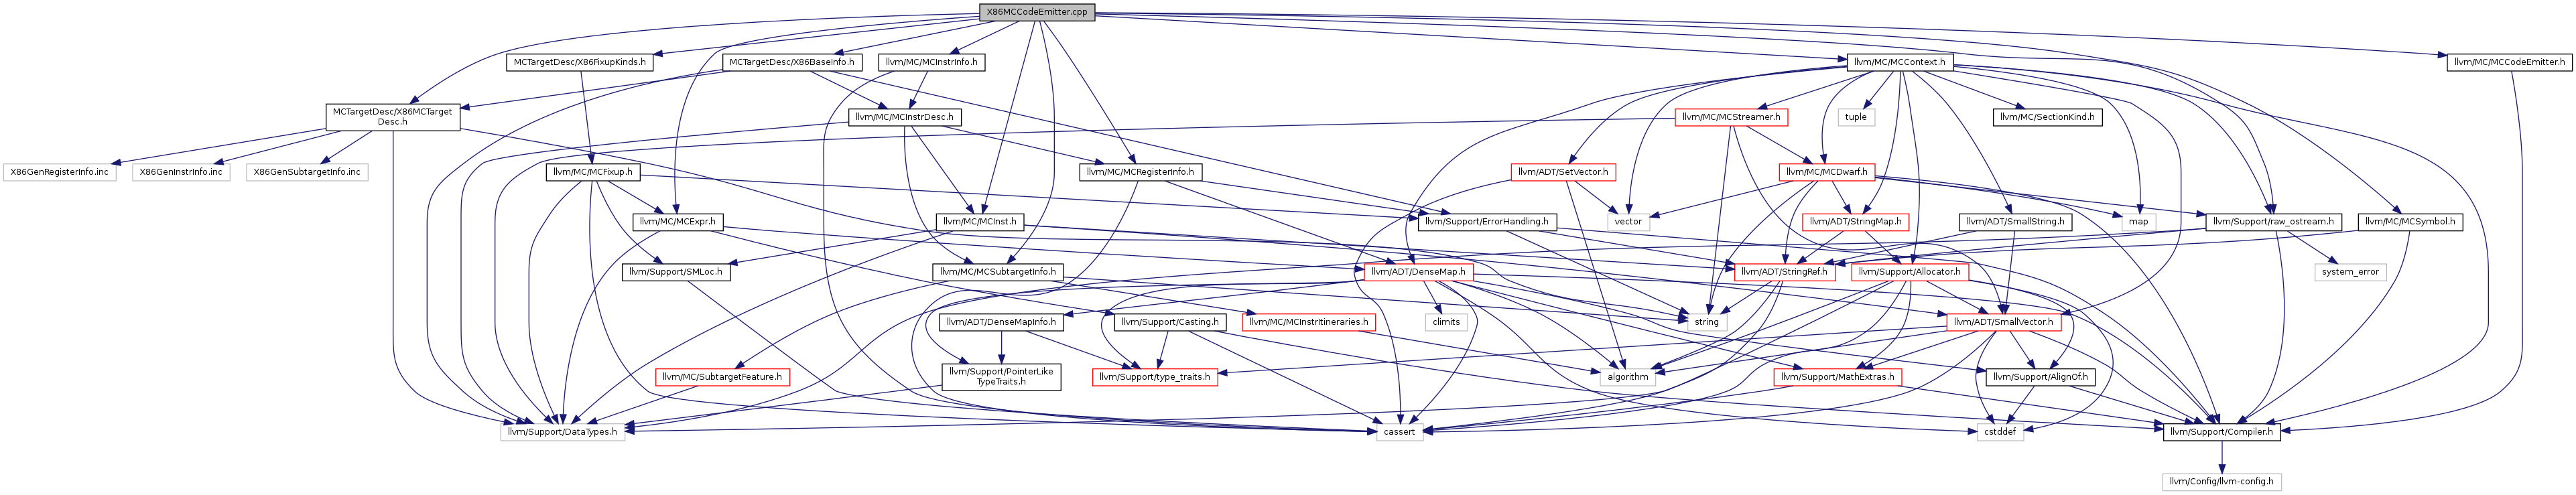 X86MCCodeEmitter.cpp
MCTargetDesc/X86FixupKinds.h
MCTargetDesc/X86BaseInfo.h
llvm/MC/MCInstrInfo.h
llvm/MC/MCContext.h
llvm/MC/MCCodeEmitter.h
MCTargetDesc/X86MCTarget
Desc.h
llvm/MC/MCInstrDesc.h
llvm/MC/MCStreamer.h
tuple
llvm/MC/SectionKind.h
X86GenRegisterInfo.inc
X86GenInstrInfo.inc
X86GenSubtargetInfo.inc
llvm/MC/MCFixup.h
llvm/MC/MCRegisterInfo.h
llvm/ADT/SetVector.h
llvm/MC/MCDwarf.h
llvm/MC/MCExpr.h
llvm/MC/MCInst.h
llvm/Support/ErrorHandling.h
vector
llvm/ADT/StringMap.h
llvm/ADT/SmallString.h
map
llvm/Support/raw_ostream.h
llvm/MC/MCSymbol.h
llvm/Support/SMLoc.h
llvm/MC/MCSubtargetInfo.h
llvm/ADT/DenseMap.h
llvm/ADT/StringRef.h
llvm/Support/Allocator.h
system_error
llvm/ADT/DenseMapInfo.h
llvm/Support/Casting.h
llvm/MC/MCInstrItineraries.h
climits
string
llvm/ADT/SmallVector.h
llvm/MC/SubtargetFeature.h
llvm/Support/PointerLike
TypeTraits.h
llvm/Support/type_traits.h
algorithm
llvm/Support/MathExtras.h
llvm/Support/AlignOf.h
llvm/Support/DataTypes.h
cassert
cstddef
llvm/Support/Compiler.h
llvm/Config/llvm-config.h